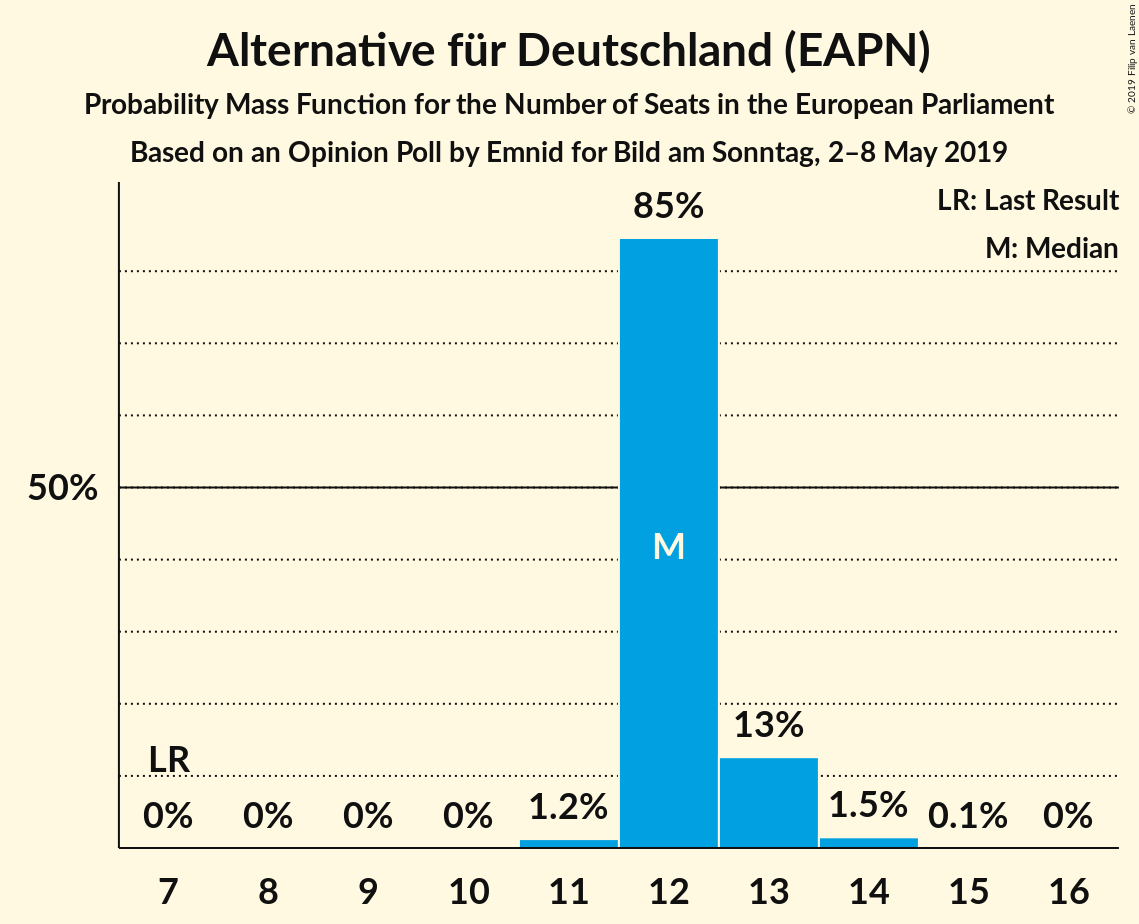 Alternative für Deutschland (EAPN)
Probability Mass Function for the Number of Seats in the European Parliament
Based on an Opinion Poll by Emnid for Bild am Sonntag, 2–8 May 2019
© 2019 Filip van Laenen
LR: Last Result
M: Median
85%
50%
M
13%
LR
0% 0% 0% 0% 1.2% 1.5% 0.1% 0%
7 8 9 10 11 12 13 14 15 16